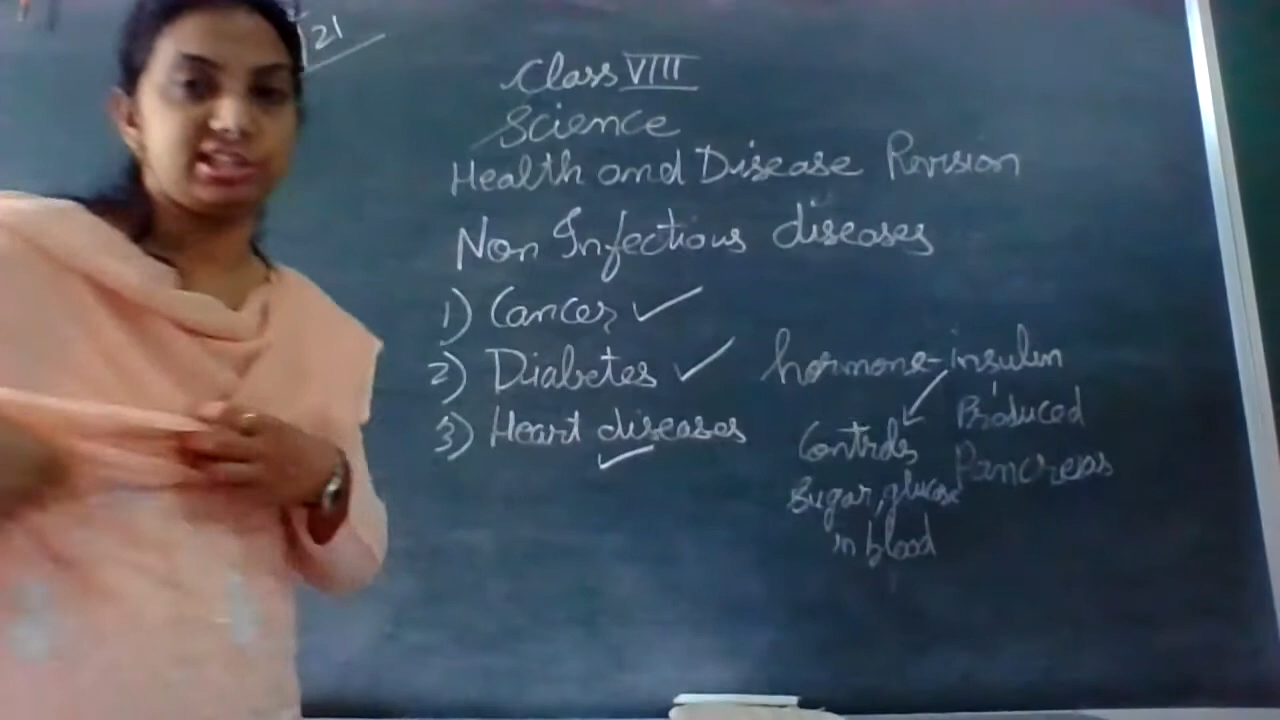 21
Class VIII
Science
Health and Disease Revision
Non Infectious diseases
1) Cancer ✓
2) Diabetes ✓
3) Heart diseases ✓
hormone-insulin
Produced
Pancreas
Controls
Sugar, glucose
in blood